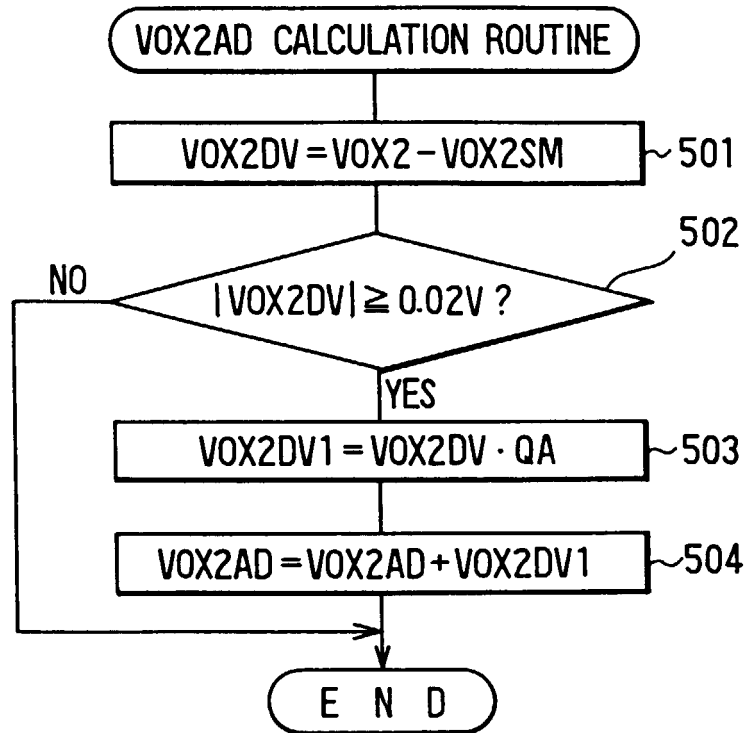 VOX2AD CALCULATION ROUTINE
VOX2DV=VOX2-VOX2SM
501
502
NO
|VOX2DV|≧0.02V?
YES
VOX2DV1=VOX2DV·QA
503
VOX2AD=VOX2AD+VOX2DV1
504
E N D